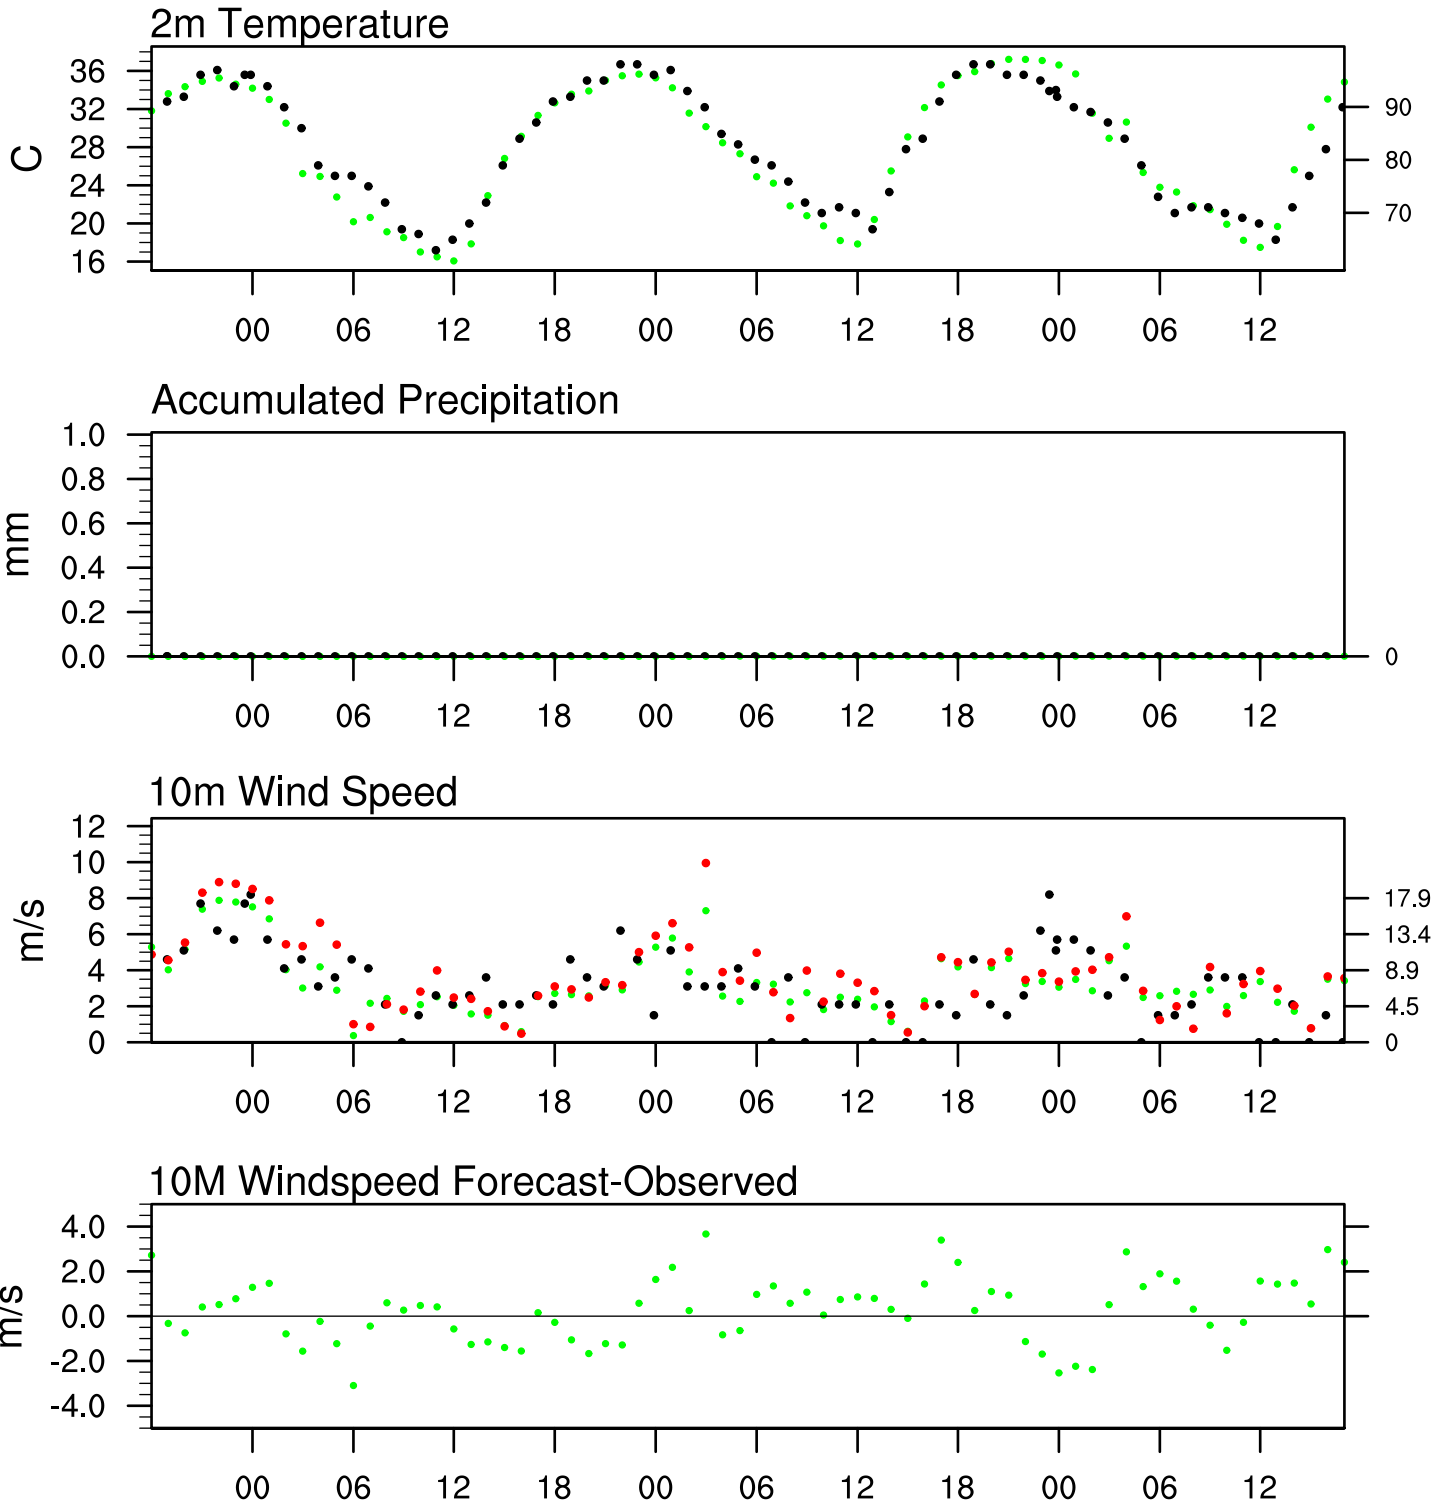 2m Temperature
36
32
28
24
20
16
C
90
80
70
00 06 12 18 00 06 12 18 00 06 12
Accumulated Precipitation
1.0
0.8
0.6
0.4
0.2
0.0
mm
0
00 06 12 18 00 06 12 18 00 06 12
10m Wind Speed
12
10
8
6
4
2
0
m/s
17.9
13.4
8.9
4.5
0
00 06 12 18 00 06 12 18 00 06 12
10M Windspeed Forecast-Observed
4.0
2.0
0.0
-2.0
-4.0
m/s
00 06 12 18 00 06 12 18 00 06 12